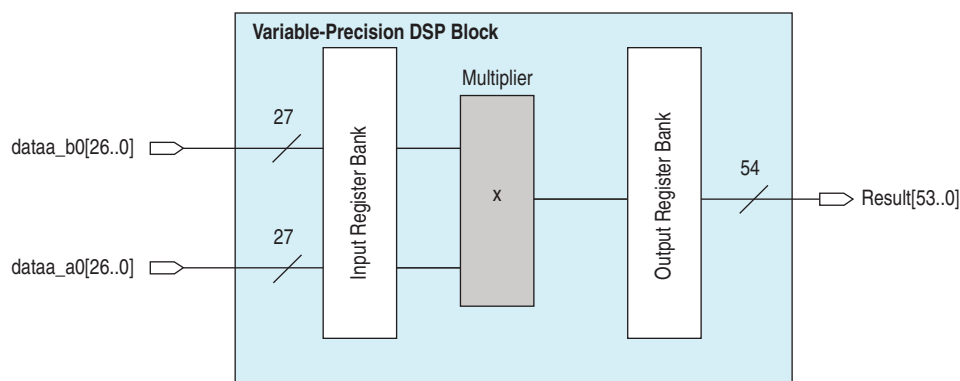 Variable-Precision DSP Block
Multiplier
27
dataa_b0[26..0]
Input Register Bank
x
Output Register Bank
54
Result[53..0]
27
dataa_a0[26..0]